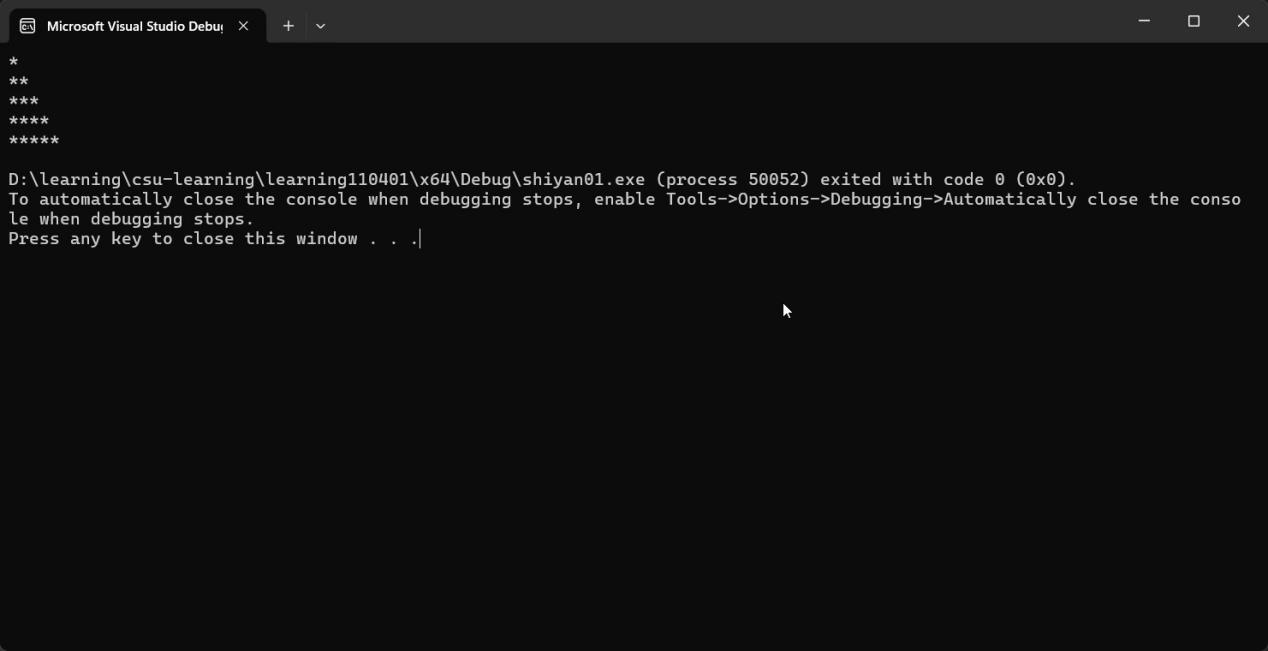 Microsoft Visual Studio Debu
*
**
***
****
*****
D:\learning\csu-learning\learning110401\x64\Debug\shiyan01.exe (process 50052) exited with code 0 (0x0).
To automatically close the console when debugging stops, enable Tools->Options->Debugging->Automatically close the conso
le when debugging stops.
Press any key to close this window . . .